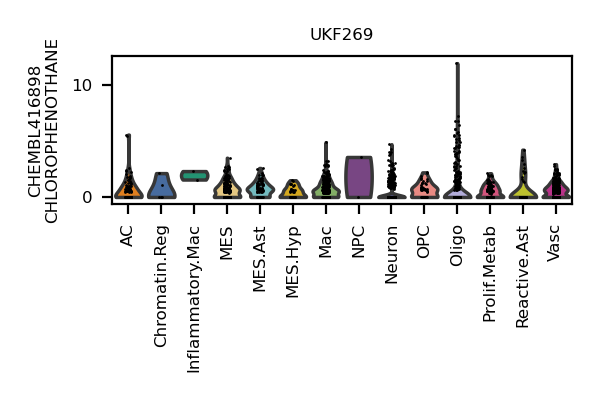 UKF269
CHEMBL416898
CHLOROPHENOTHANE
10
0
AC
Chromatin.Reg
Inflammatory.Mac
MES
MES.Ast
MES.Hyp
Mac
NPC
Neuron
OPC
Oligo
Prolif.Metab
Reactive.Ast
Vasc